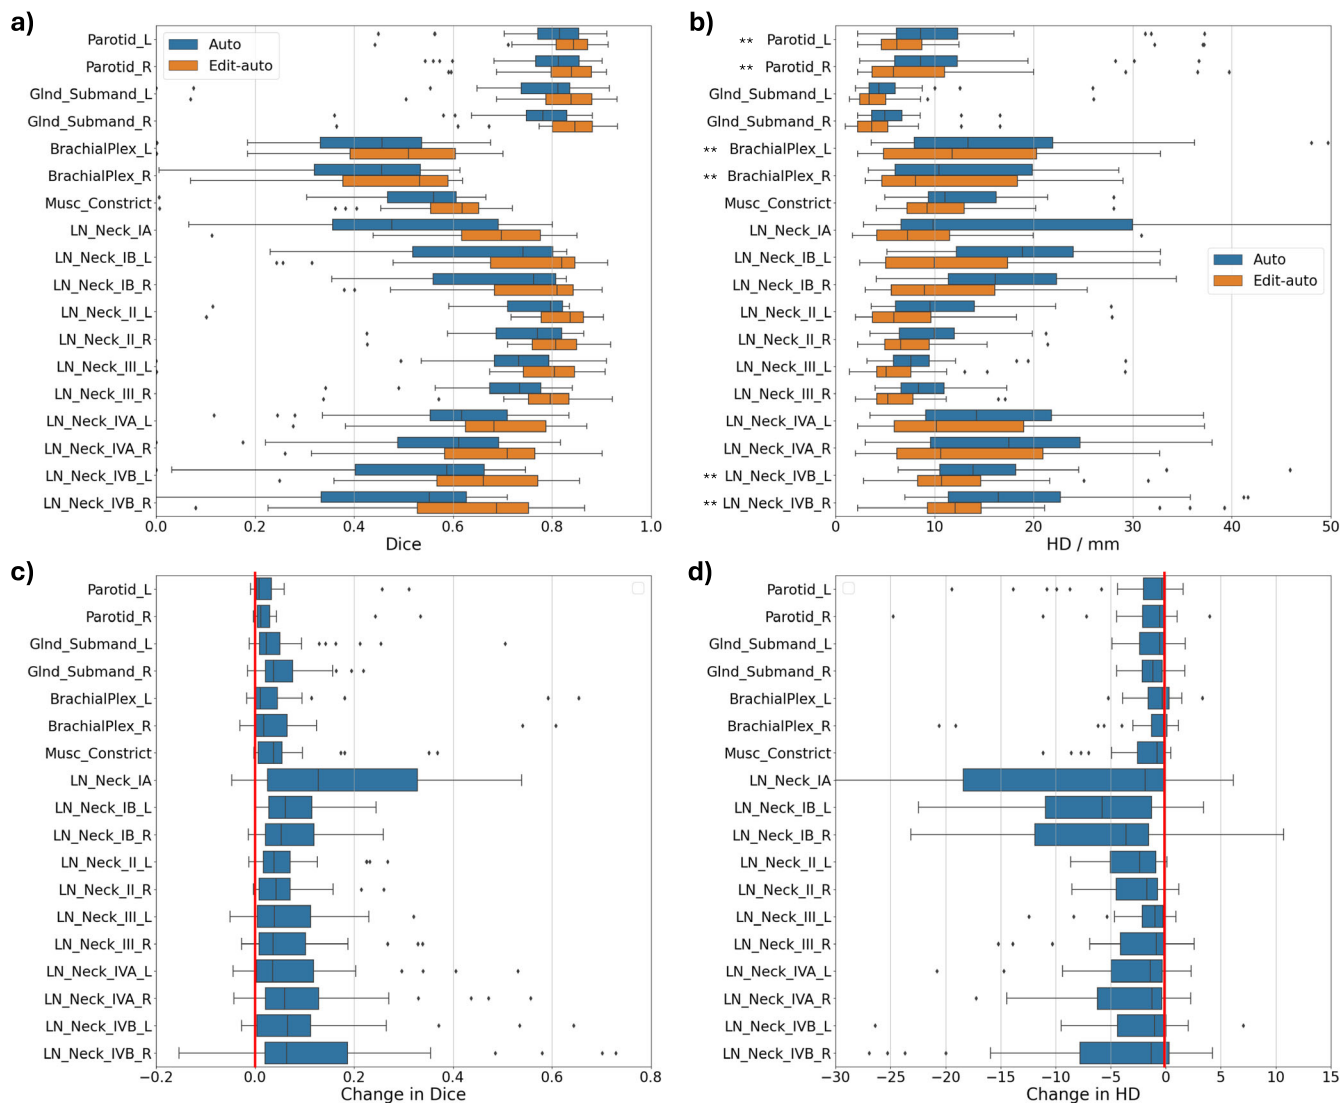 a)
Parotid_L
Parotid_R
Glnd_Submand_L
Glnd_Submand_R
BrachialPlex_L
BrachialPlex_R
Musc_Constrict
LN_Neck_IA
LN_Neck_IB_L
LN_Neck_IB_R
LN_Neck_II_L
LN_Neck_II_R
LN_Neck_III_L
LN_Neck_III_R
LN_Neck_IVA_L
LN_Neck_IVA_R
LN_Neck_IVB_L
LN_Neck_IVB_R
Auto
Edit-auto
0.0 0.2 0.4 0.6 0.8 1.0
Dice
b)
** Parotid_L
** Parotid_R
Glnd_Submand_L
Glnd_Submand_R
** BrachialPlex_L
** BrachialPlex_R
Musc_Constrict
LN_Neck_IA
LN_Neck_IB_L
LN_Neck_IB_R
LN_Neck_II_L
LN_Neck_II_R
LN_Neck_III_L
LN_Neck_III_R
LN_Neck_IVA_L
LN_Neck_IVA_R
** LN_Neck_IVB_L
** LN_Neck_IVB_R
Auto
Edit-auto
0 10 20 30 40 50
HD / mm
c)
Parotid_L
Parotid_R
Glnd_Submand_L
Glnd_Submand_R
BrachialPlex_L
BrachialPlex_R
Musc_Constrict
LN_Neck_IA
LN_Neck_IB_L
LN_Neck_IB_R
LN_Neck_II_L
LN_Neck_II_R
LN_Neck_III_L
LN_Neck_III_R
LN_Neck_IVA_L
LN_Neck_IVA_R
LN_Neck_IVB_L
LN_Neck_IVB_R
−0.2 0.0 0.2 0.4 0.6 0.8
Change in Dice
d)
Parotid_L
Parotid_R
Glnd_Submand_L
Glnd_Submand_R
BrachialPlex_L
BrachialPlex_R
Musc_Constrict
LN_Neck_IA
LN_Neck_IB_L
LN_Neck_IB_R
LN_Neck_II_L
LN_Neck_II_R
LN_Neck_III_L
LN_Neck_III_R
LN_Neck_IVA_L
LN_Neck_IVA_R
LN_Neck_IVB_L
LN_Neck_IVB_R
−30 −25 −20 −15 −10 −5 0 5 10 15
Change in HD